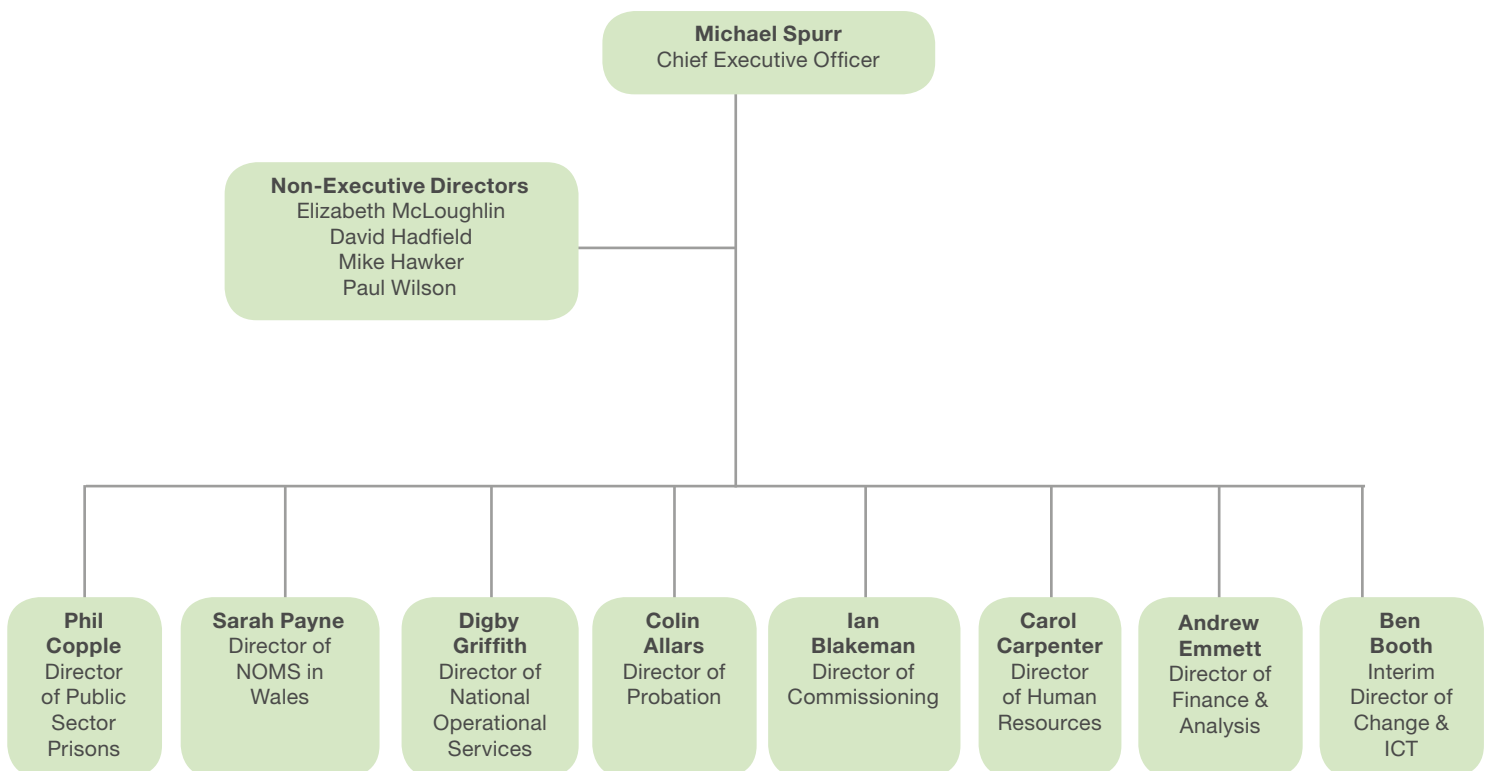 Michael Spurr
Chief Executive Officer
Non-Executive Directors
Elizabeth McLoughlin
David Hadfield
Mike Hawker
Paul Wilson
Phil
Copple
Director
of Public
Sector
Prisons
Sarah Payne
Director of
NOMS in
Wales
Digby
Griffith
Director of
National
Operational
Services
Colin
Allars
Director of
Probation
Ian
Blakeman
Director of
Commissioning
Carol
Carpenter
Director
of Human
Resources
Andrew
Emmett
Director of
Finance &
Analysis
Ben
Booth
Interim
Director of
Change &
ICT